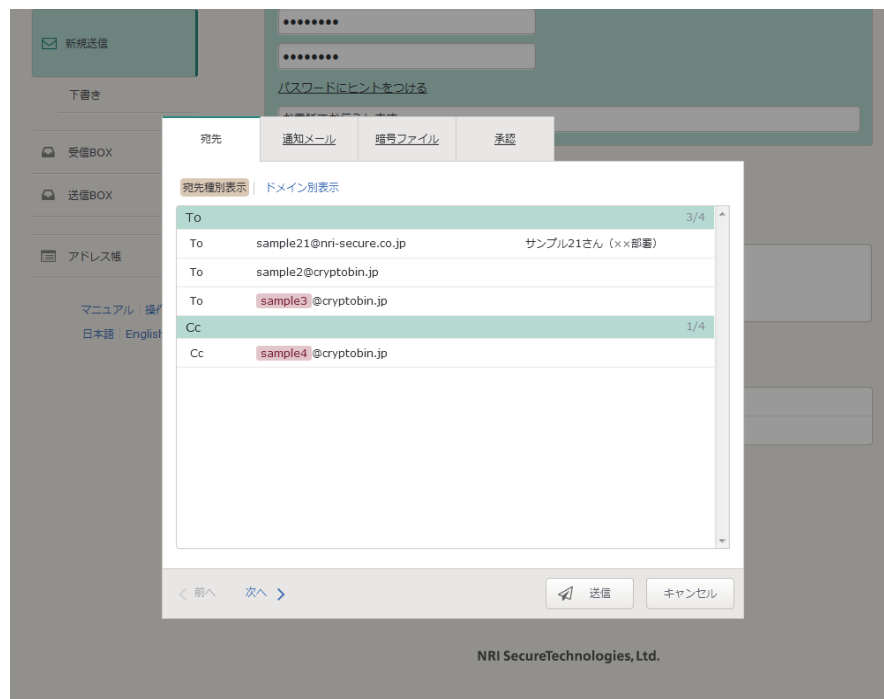 ••••••••
新規送信
••••••••
下書き
パスワードにヒントをつける
宛先
通知メール
暗号ファイル
承認
受信BOX
送信BOX
アドレス帳
マニュアル
日本語 English
宛先種別表示 ドメイン別表示
To 3/4
To sample21@nri-secure.co.jp サンプル21さん（××部署）
To sample2@cryptobin.jp
To sample3@cryptobin.jp
Cc 1/4
Cc sample4@cryptobin.jp
前へ 次へ
送信 キャンセル
NRI SecureTechnologies, Ltd.